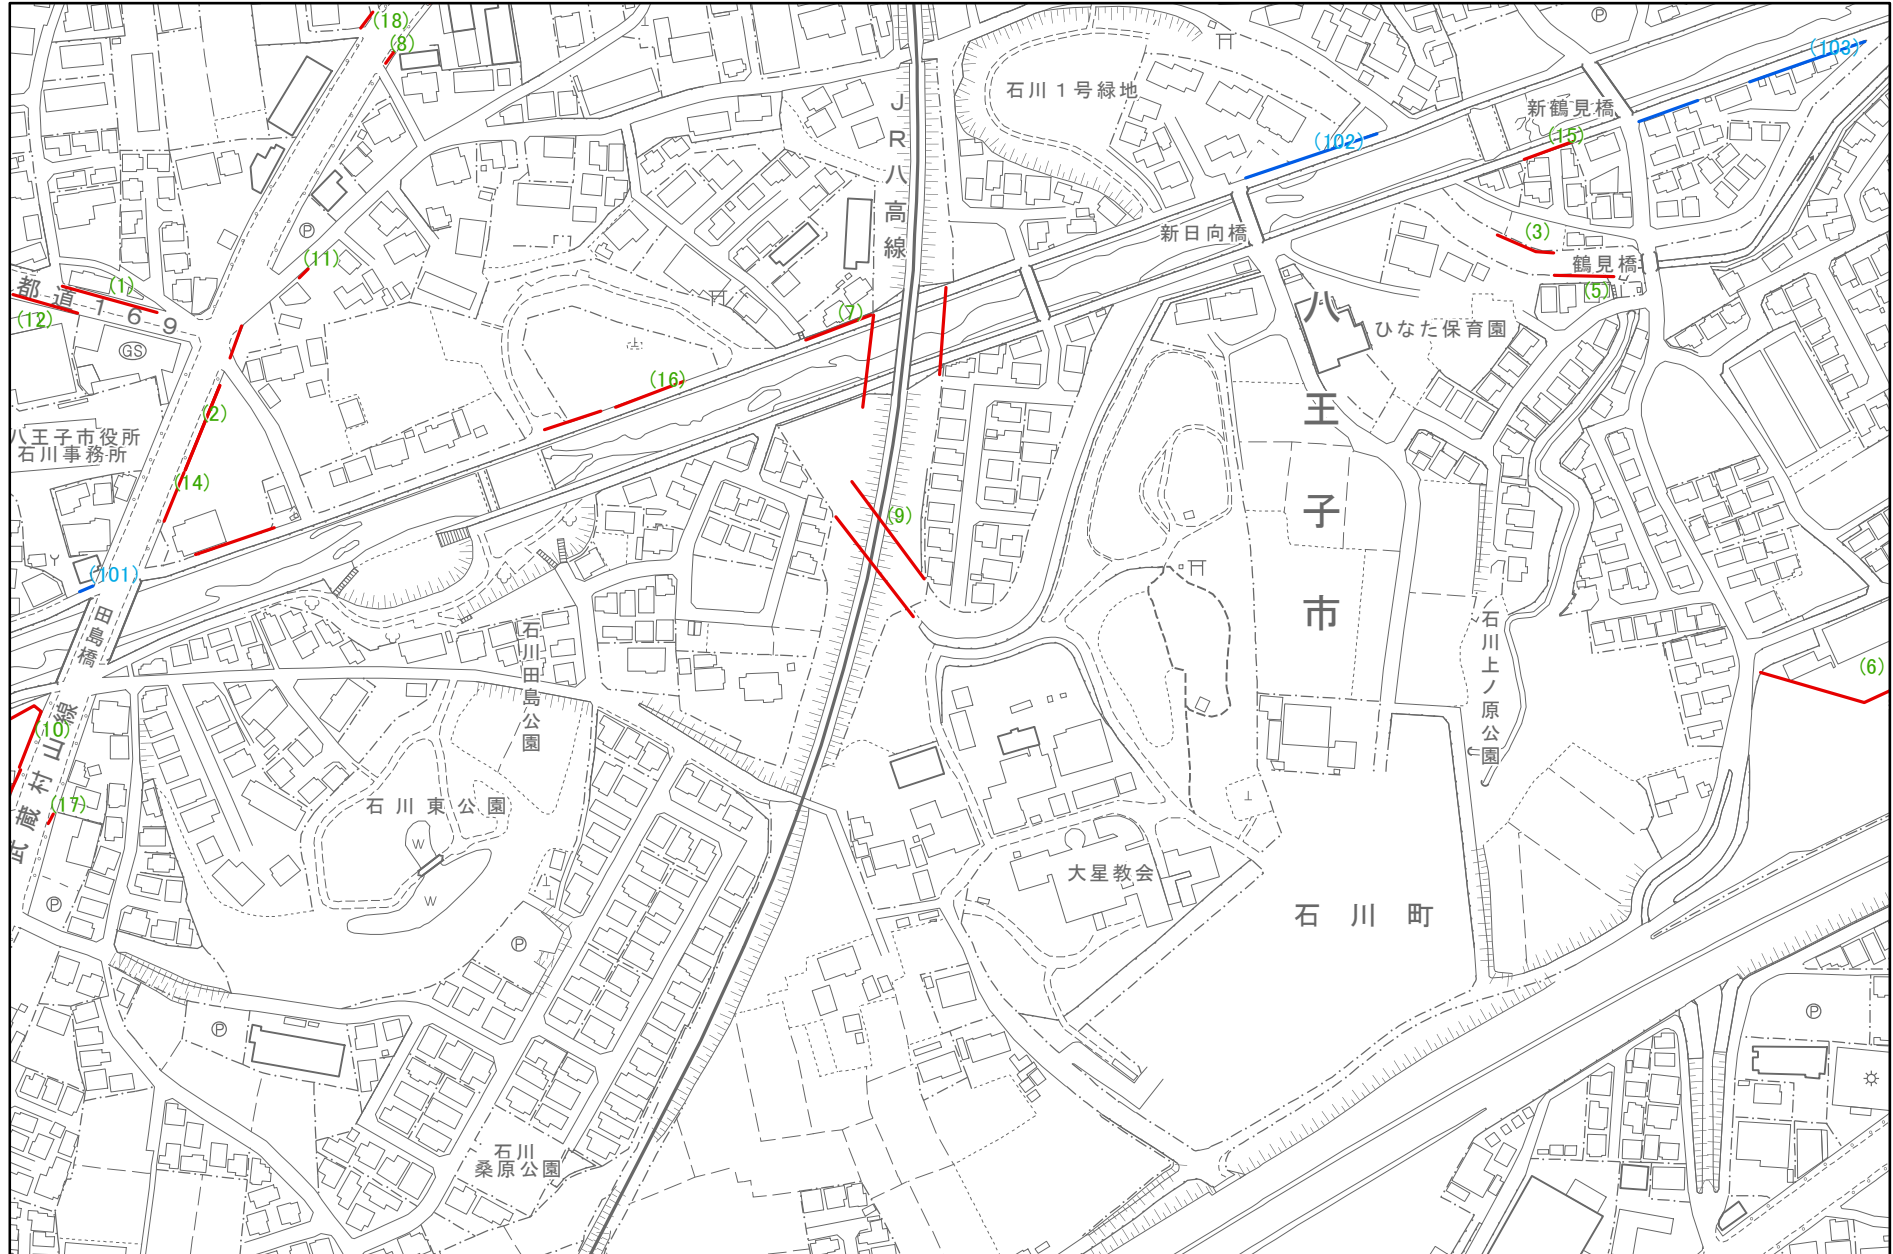 (18)
(8)
石川1号緑地
JR八高線
新鶴見橋
(103)
(102)
(15)
新日向橋
(3)
鶴見橋
(5)
(11)
(1)
都道169
(12)
GS
(7)
(16)
(2)
ひなた保育園
八王子市
八王子市役所
石川事務所
(14)
(9)
(101)
田島橋
石川田島公園
石川上ノ原公園
(6)
(10)
武蔵村山線
(17)
石川東公園
W
W
大星教会
石川町
石川
桑原公園
P
P
P
P
P
P